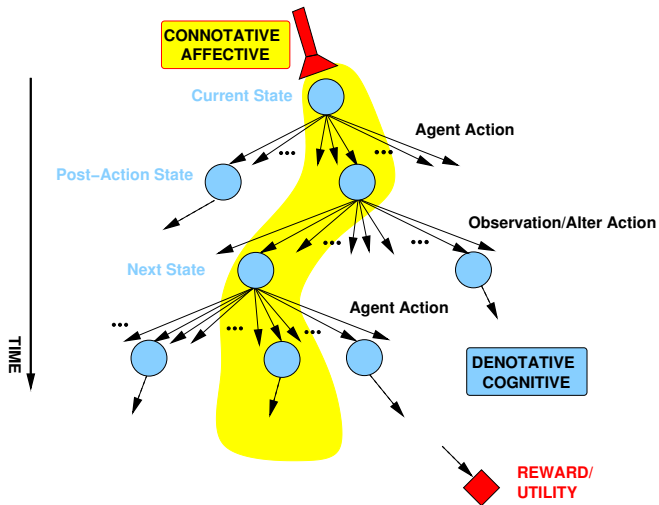 CONNOTATIVE
AFFECTIVE
Current State
Agent Action
...
...
Post–Action State
Observation/Alter Action
...
...
Next State
Agent Action
...
...
...
TIME
DENOTATIVE
COGNITIVE
REWARD/
UTILITY